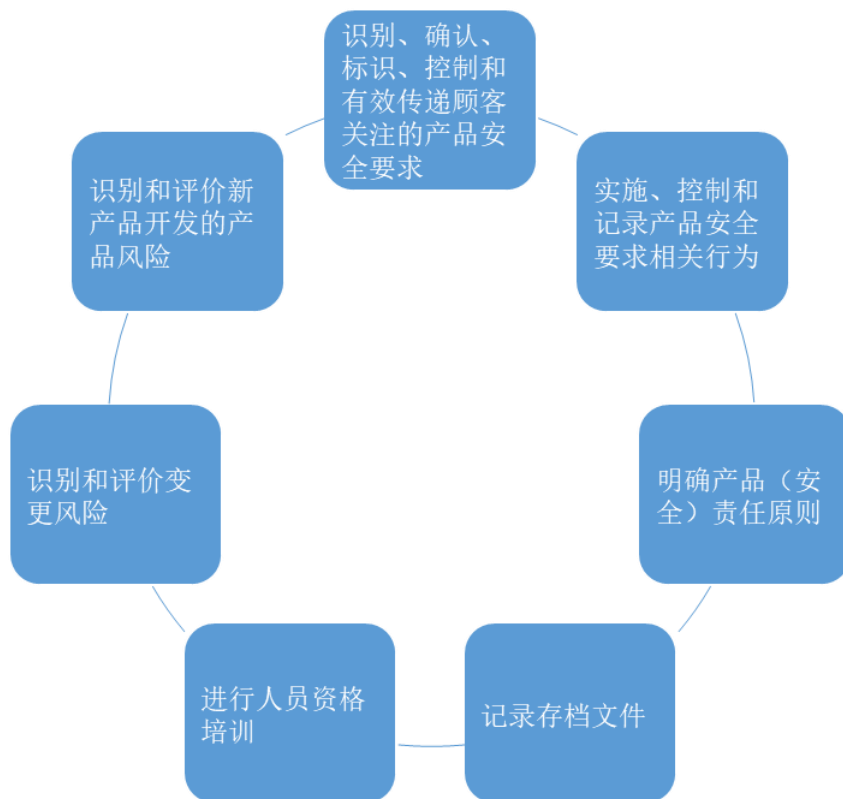 识别、确认、
标识、控制和
有效传递顾客
关注的产品安
全要求
实施、控制和
记录产品安全
要求相关行为
明确产品（安
全）责任原则
记录存档文件
进行人员资格
培训
识别和评价变
更风险
识别和评价新
产品开发的产
品风险